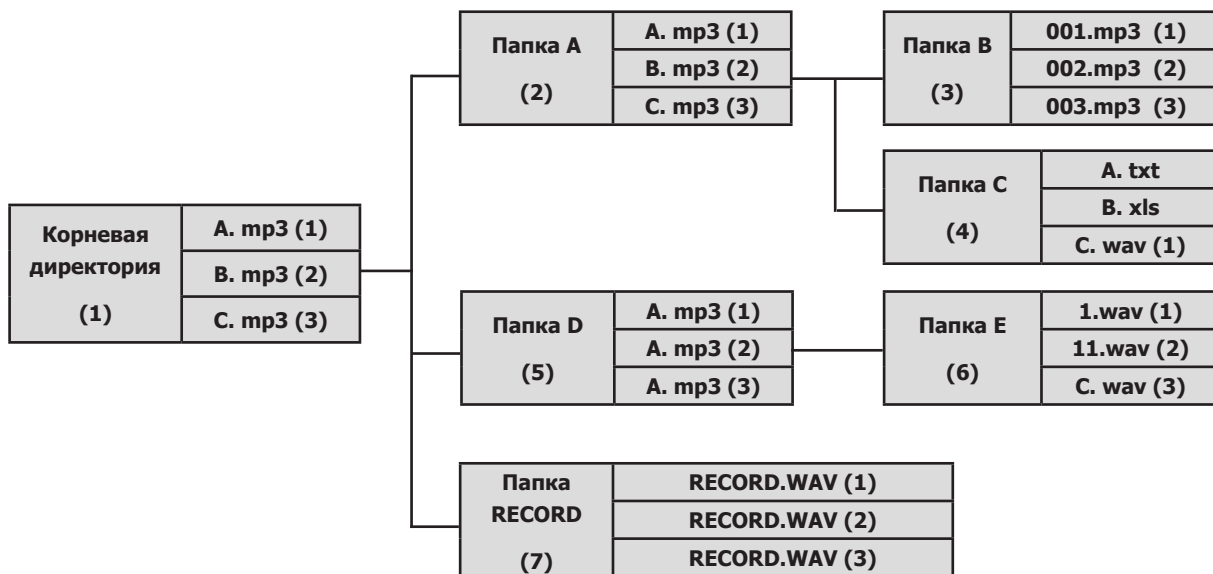 Корневая
директория
(1)
A. mp3 (1)
B. mp3 (2)
C. mp3 (3)
Папка A
(2)
A. mp3 (1)
B. mp3 (2)
C. mp3 (3)
Папка B
(3)
001.mp3 (1)
002.mp3 (2)
003.mp3 (3)
Папка C
(4)
A. txt
B. xls
C. wav (1)
Папка D
(5)
A. mp3 (1)
A. mp3 (2)
A. mp3 (3)
Папка E
(6)
1.wav (1)
11.wav (2)
C. wav (3)
Папка
RECORD
(7)
RECORD.WAV (1)
RECORD.WAV (2)
RECORD.WAV (3)